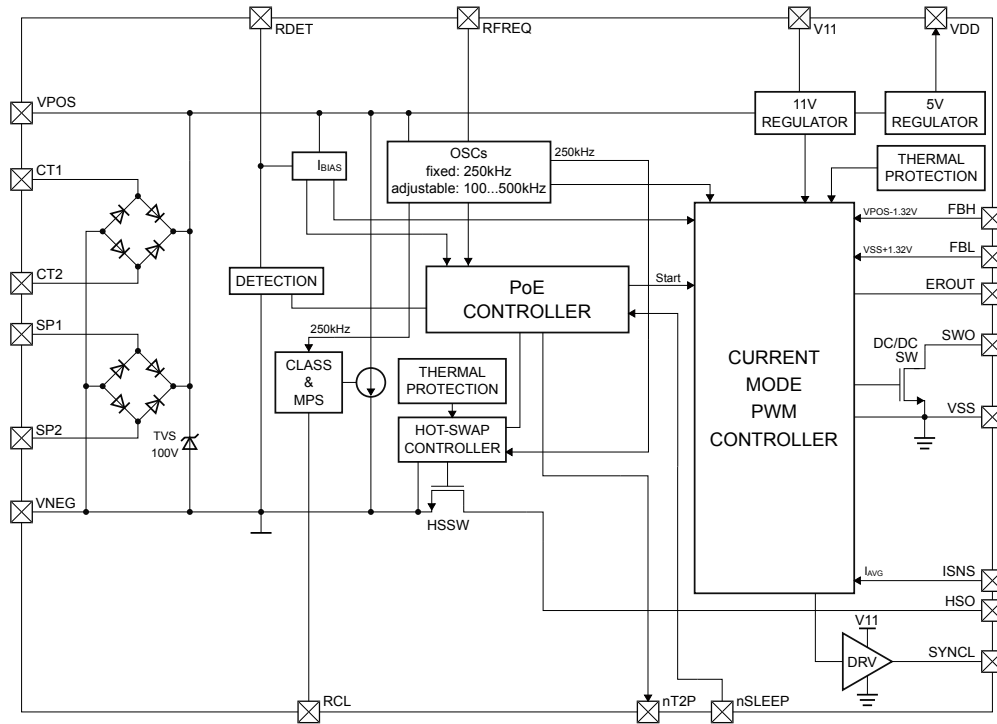 RDET
RFREQ
V11
VDD
VPOS
11V
REGULATOR
5V
REGULATOR
CT1
IBIAS
OSCs
fixed: 250kHz
adjustable: 100...500kHz
250kHz
THERMAL
PROTECTION
VPOS-1.32V
FBH
VSS+1.32V
FBL
CT2
DETECTION
PoE
CONTROLLER
Start
EROUT
SP1
250kHz
CLASS
&
MPS
THERMAL
PROTECTION
CURRENT
MODE
PWM
CONTROLLER
DC/DC
SW
SWO
SP2
TVS
100V
HOT-SWAP
CONTROLLER
VSS
VNEG
HSSW
IAVG
ISNS
HSO
V11
DRV
SYNCL
RCL
nT2P
nSLEEP